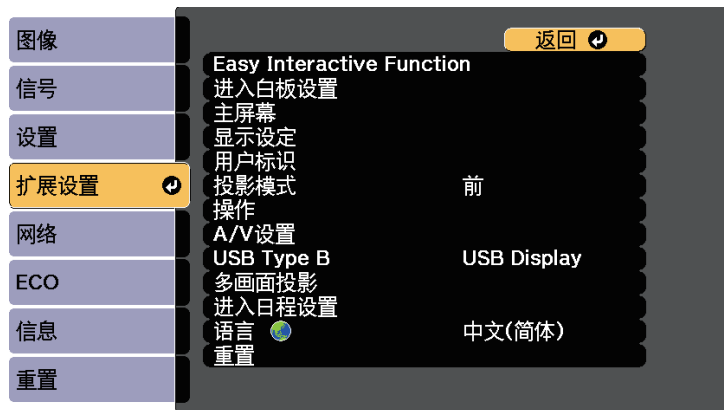 图像
信号
设置
扩展设置
网络
ECO
信息
重置
返回
Easy Interactive Function
进入白板设置
主屏幕
显示设定
用户标识
投影模式 前
操作
A/V设置
USB Type B USB Display
多画面投影
进入日程设置
语言 中文(简体)
重置